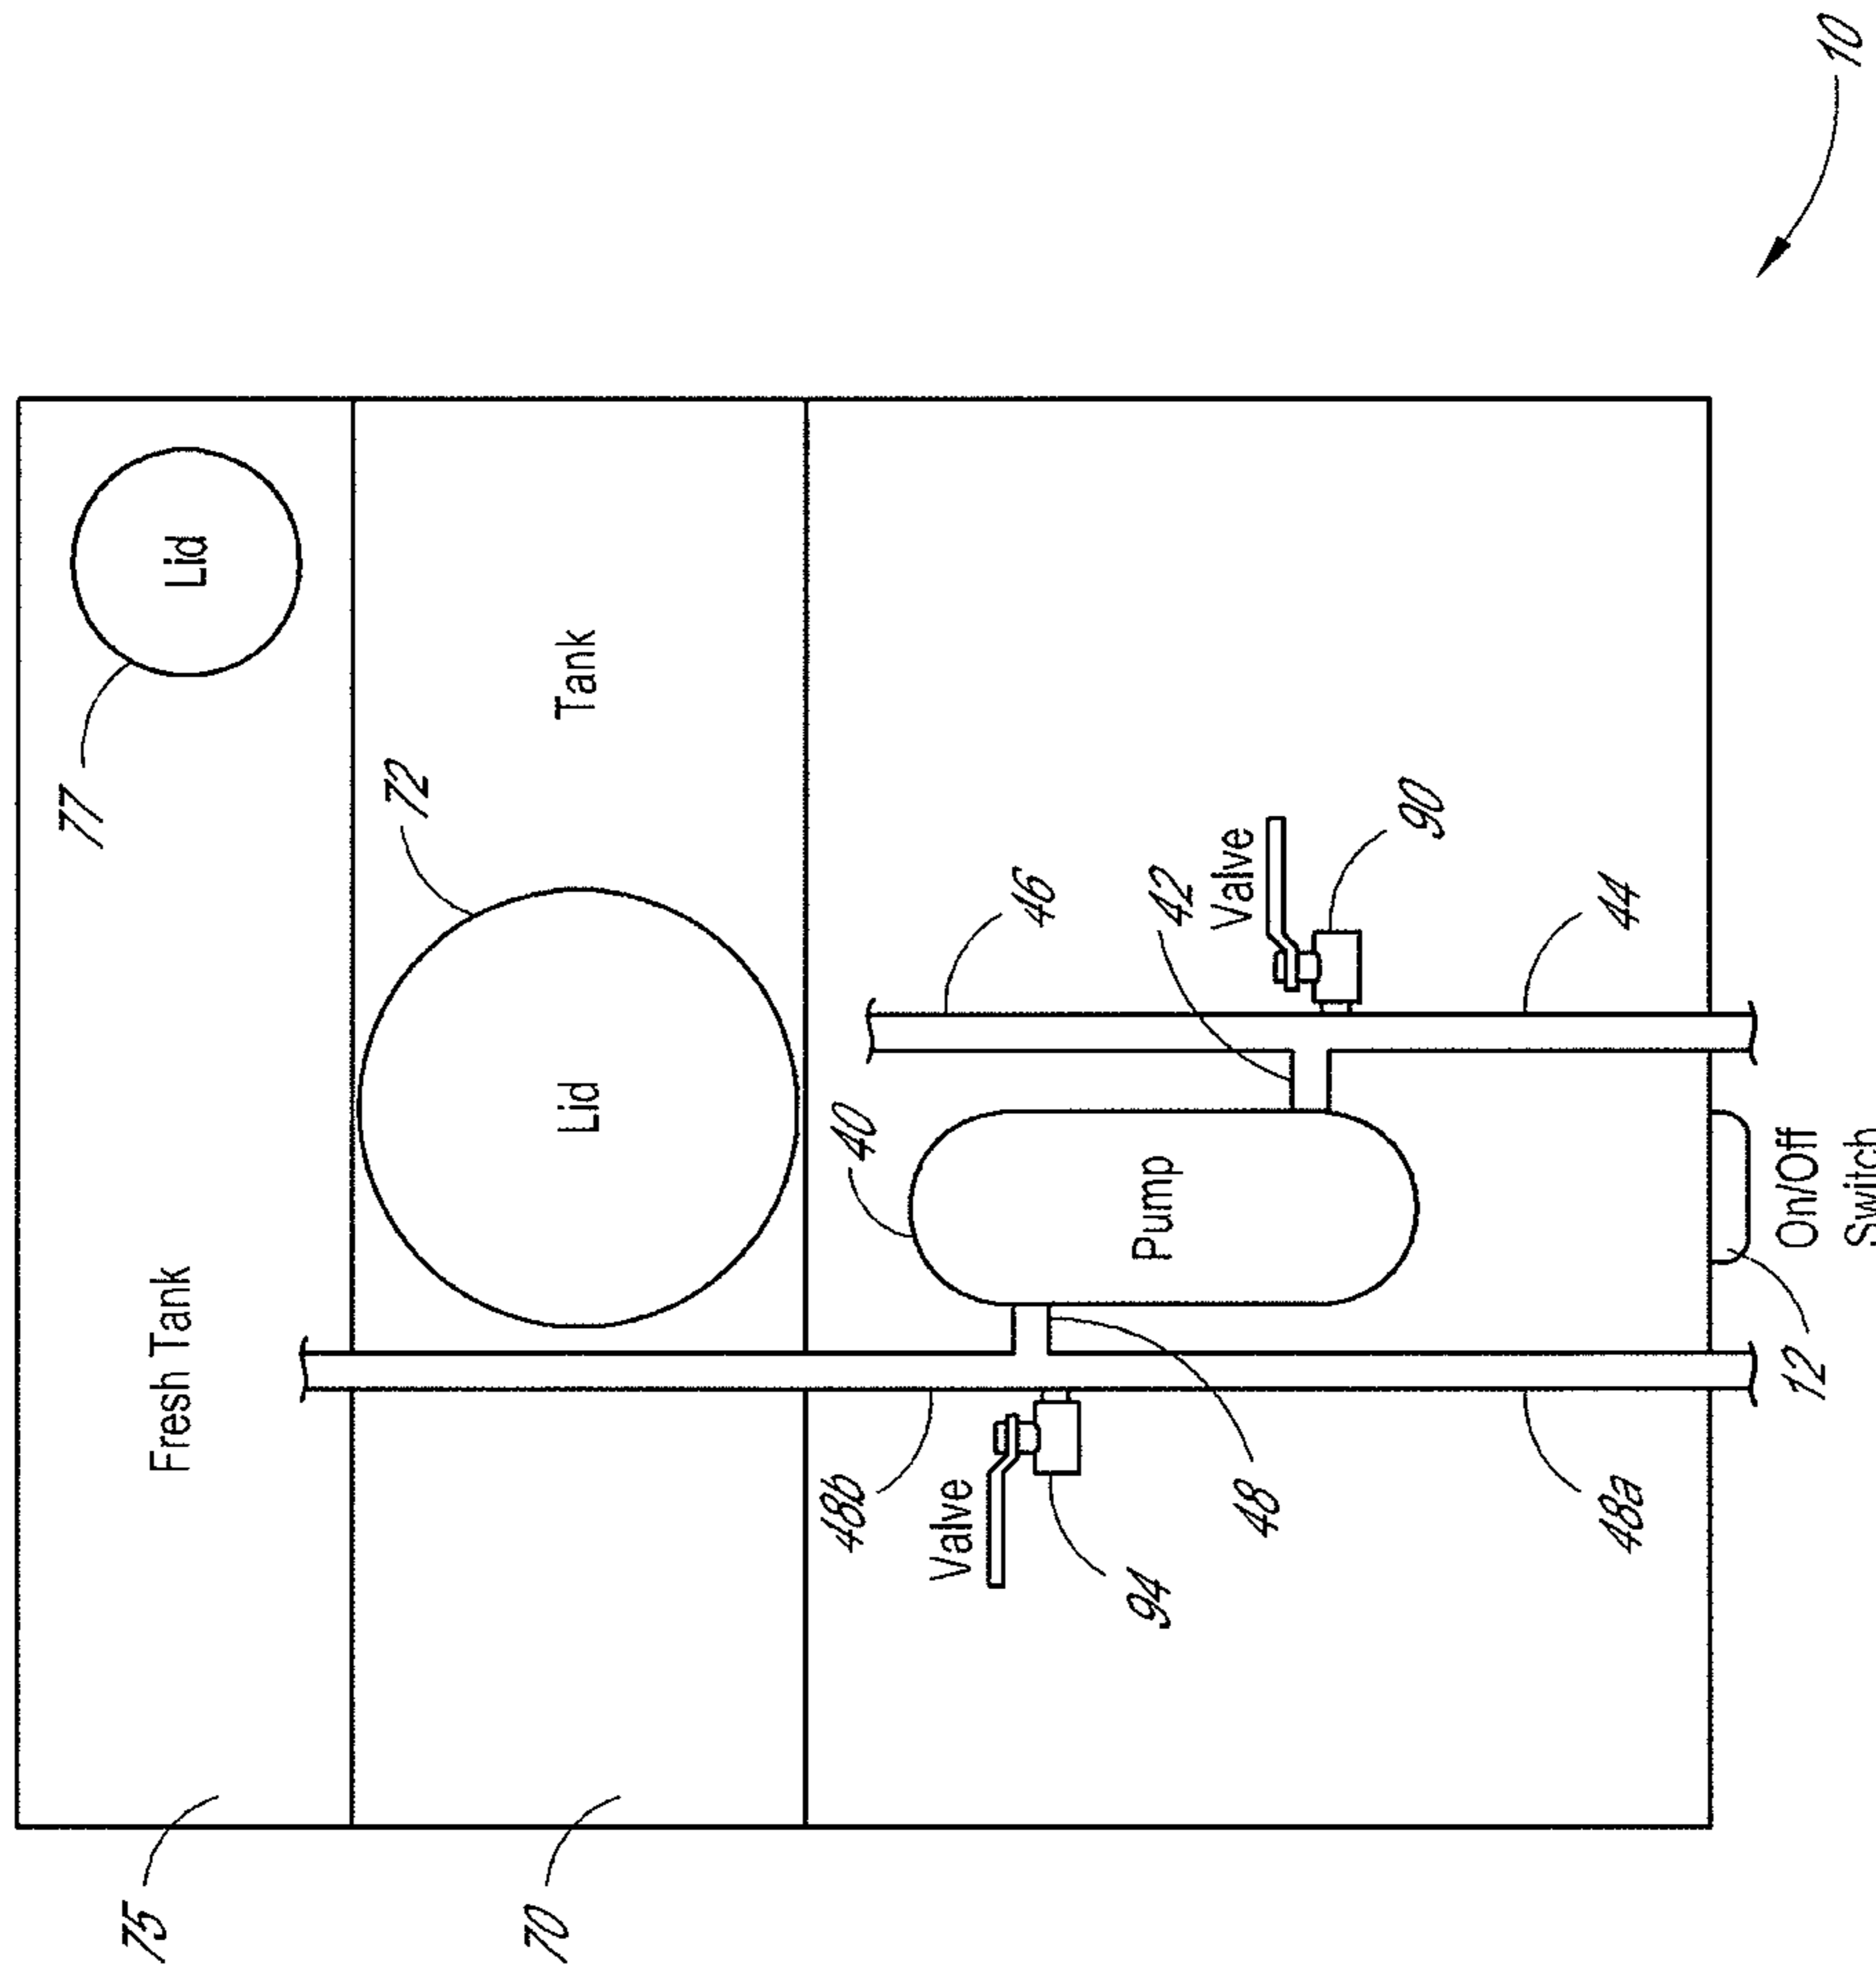 75
Fresh Tank
77
Lid
70
72
Lid
Tank
40
Pump
46
42
Valve
90
44
48b
Valve
94
48
48a
12
On/Off
Switch
10